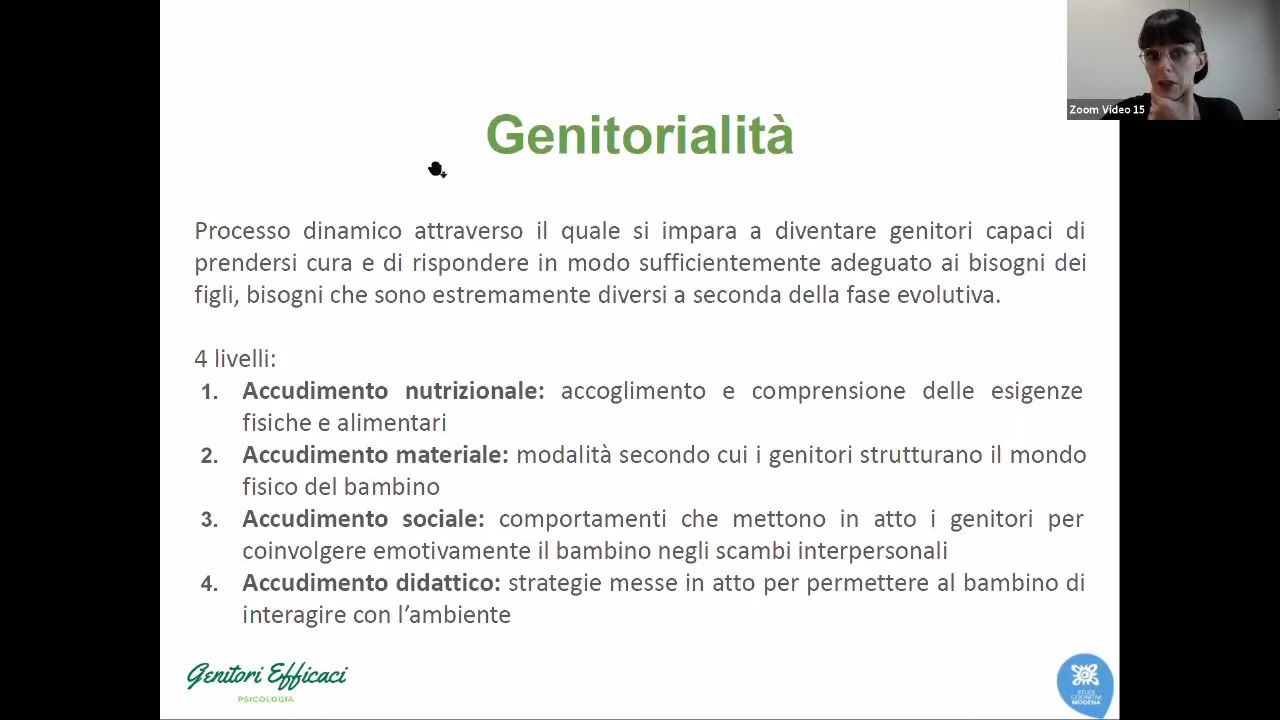 Zoom Video 15
Genitorialità
Processo dinamico attraverso il quale si impara a diventare genitori capaci di
prendersi cura e di rispondere in modo sufficientemente adeguato ai bisogni dei
figli, bisogni che sono estremamente diversi a seconda della fase evolutiva.
4 livelli:
1. Accudimento nutrizionale: accoglimento e comprensione delle esigenze
fisiche e alimentari
2. Accudimento materiale: modalità secondo cui i genitori strutturano il mondo
fisico del bambino
3. Accudimento sociale: comportamenti che mettono in atto i genitori per
coinvolgere emotivamente il bambino negli scambi interpersonali
4. Accudimento didattico: strategie messe in atto per permettere al bambino di
interagire con l’ambiente
Genitori Efficaci
PSICOLOGIA
STUDI
COGNITIVI
MODENA